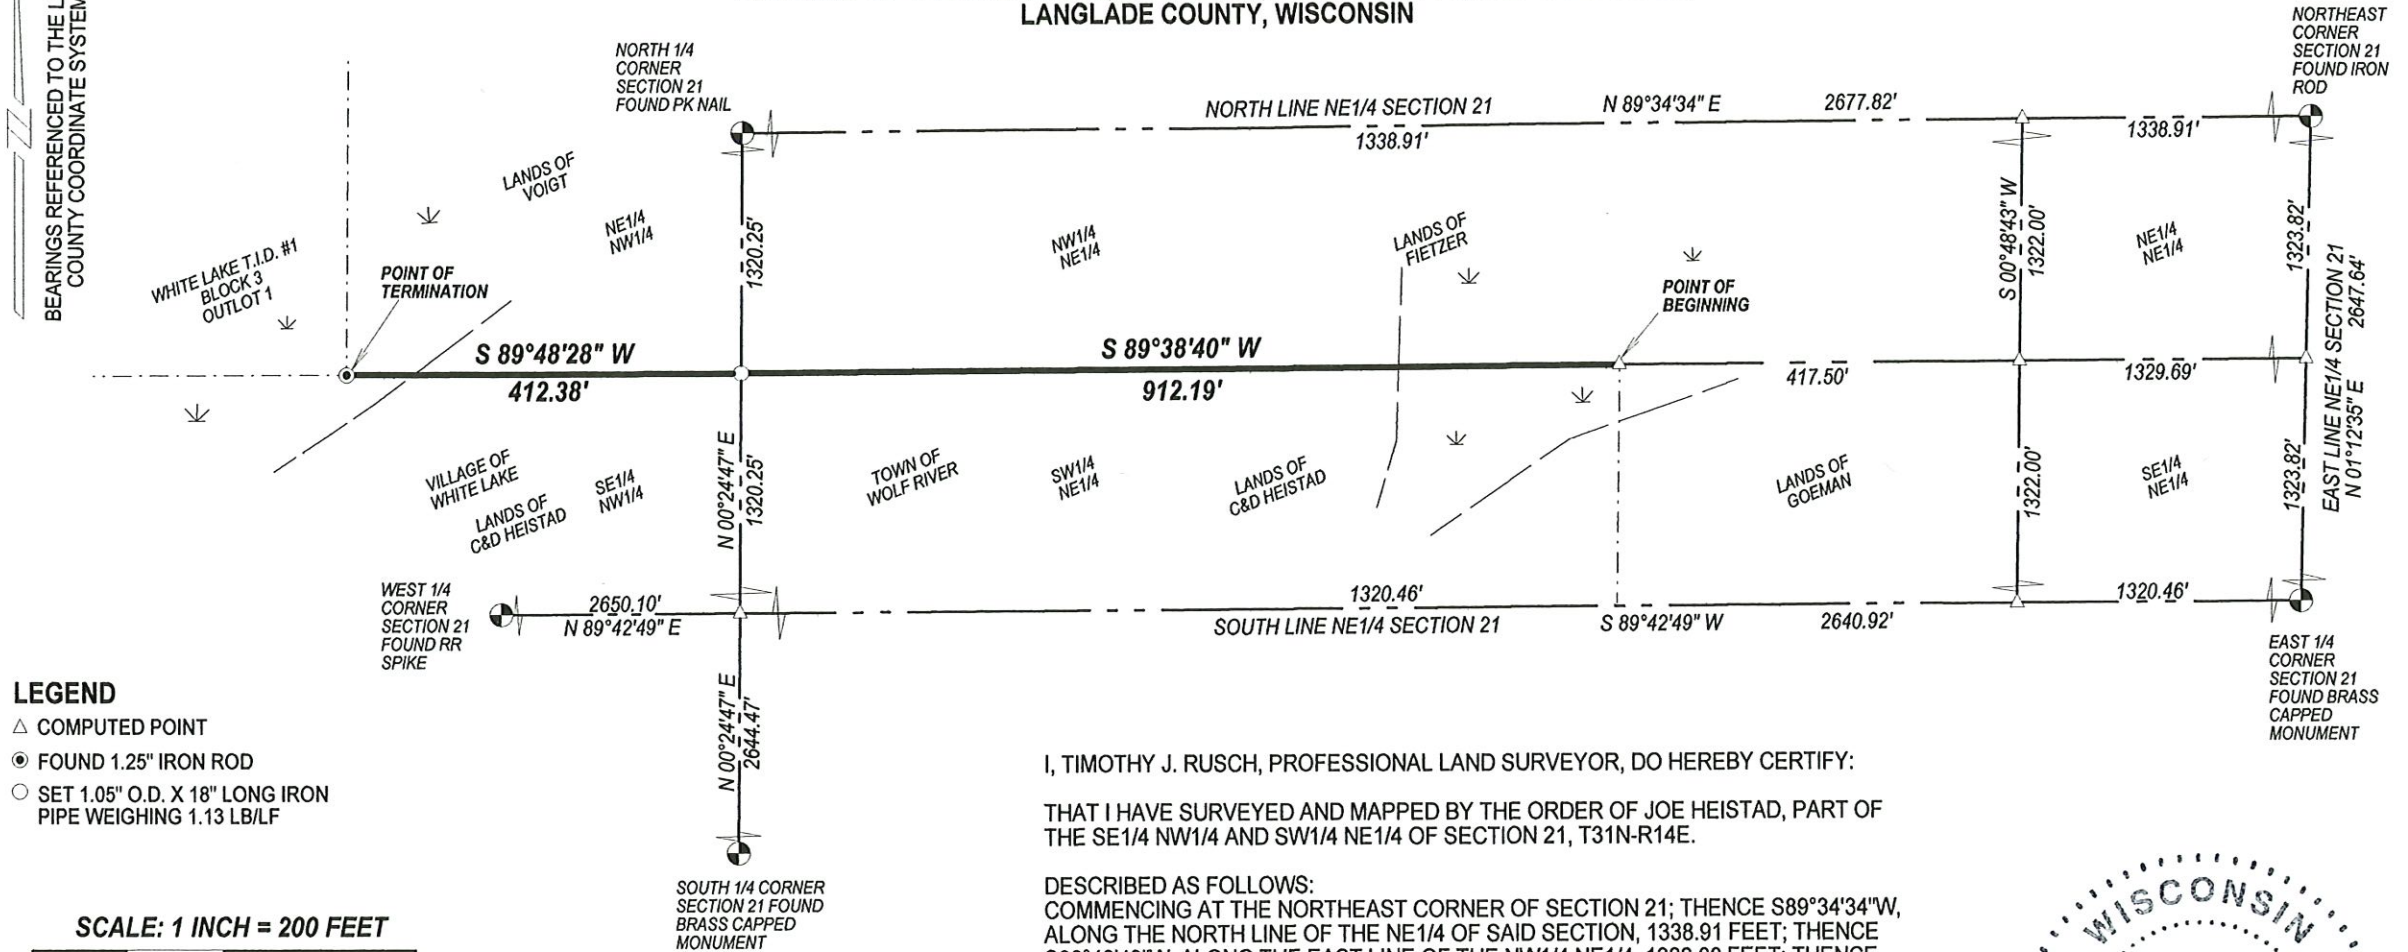 LANGLADE COUNTY, WISCONSIN
BEARINGS REFERENCED TO THE
COUNTY COORDINATE SYSTEM
NORTH 1/4
CORNER
SECTION 21
FOUND PK NAIL
NORTHEAST
CORNER
SECTION 21
FOUND IRON
ROD
NORTH LINE NE1/4 SECTION 21
N 89°34'34" E
2677.82'
1338.91'
1338.91'
LANDS OF
VOIGT
NE1/4
NW1/4
1320.25'
NW1/4
NE1/4
LANDS OF
FIETZER
S 00°48'43" W
1322.00'
NE1/4
NE1/4
1323.82'
WHITE LAKE T.I.D. #1
BLOCK 3
OUTLOT 1
POINT OF
TERMINATION
POINT OF
BEGINNING
S 89°48'28" W
412.38'
S 89°38'40" W
912.19'
417.50'
1329.69'
EAST LINE NE1/4 SECTION 21
N 01°12'35" E
2647.64'
VILLAGE OF
WHITE LAKE
LANDS OF
C&D HEISTAD
SE1/4
NW1/4
N 00°24'47" E
1320.25'
TOWN OF
WOLF RIVER
SW1/4
NE1/4
LANDS OF
C&D HEISTAD
LANDS OF
GOEMAN
1322.00'
SE1/4
NE1/4
1323.82'
WEST 1/4
CORNER
SECTION 21
FOUND RR
SPIKE
2650.10'
N 89°42'49" E
1320.46'
1320.46'
SOUTH LINE NE1/4 SECTION 21
S 89°42'49" W
2640.92'
EAST 1/4
CORNER
SECTION 21
FOUND BRASS
CAPPED
MONUMENT
N 00°24'47" E
2644.47'
SOUTH 1/4 CORNER
SECTION 21 FOUND
BRASS CAPPED
MONUMENT
LEGEND
△ COMPUTED POINT
FOUND 1.25" IRON ROD
SET 1.05" O.D. X 18" LONG IRON
PIPE WEIGHING 1.13 LB/LF
SCALE: 1 INCH = 200 FEET
I, TIMOTHY J. RUSCH, PROFESSIONAL LAND SURVEYOR, DO HEREBY CERTIFY:
THAT I HAVE SURVEYED AND MAPPED BY THE ORDER OF JOE HEISTAD, PART OF
THE SE1/4 NW1/4 AND SW1/4 NE1/4 OF SECTION 21, T31N-R14E.
DESCRIBED AS FOLLOWS:
COMMENCING AT THE NORTHEAST CORNER OF SECTION 21; THENCE S89°34'34"W,
ALONG THE NORTH LINE OF THE NE1/4 OF SAID SECTION, 1338.91 FEET; THENCE
WISCONSIN